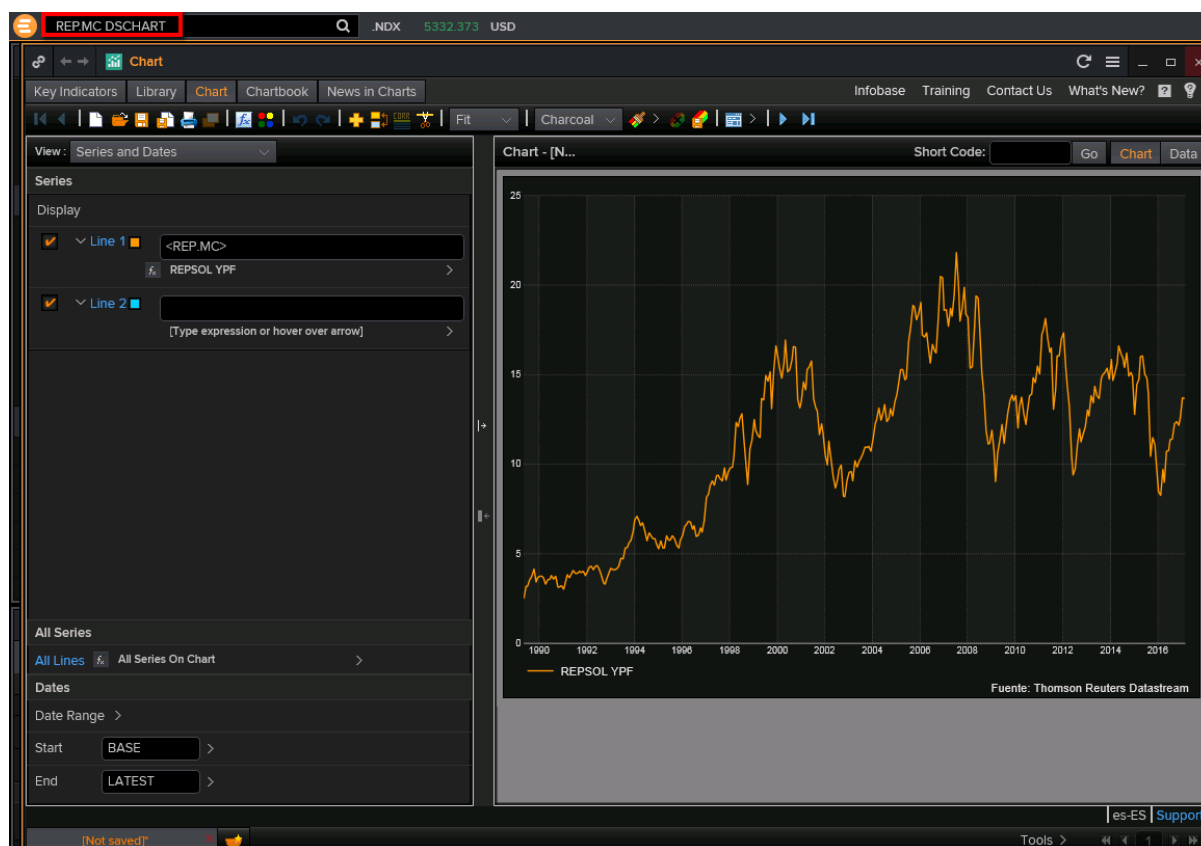 REP.MC DSCHART .NDX 5332.373 USD
Chart
Key Indicators Library Chart Chartbook News in Charts Infobase Training Contact Us What's New? ?
fx CORR Fit Charcoal
View : Series and Dates
Chart - [N... Short Code: Go Chart Data
Series
Display
Line 1 <REP.MC>
fx REPSOL YPF
Line 2
[Type expression or hover over arrow]
25
20
15
10
5
0
1990 1992 1994 1996 1998 2000 2002 2004 2006 2008 2010 2012 2014 2016
REPSOL YPF
Fuente: Thomson Reuters Datastream
All Series
All Lines fx All Series On Chart
Dates
Date Range
Start BASE
End LATEST
es-ES Support
[Not saved]* Tools 1